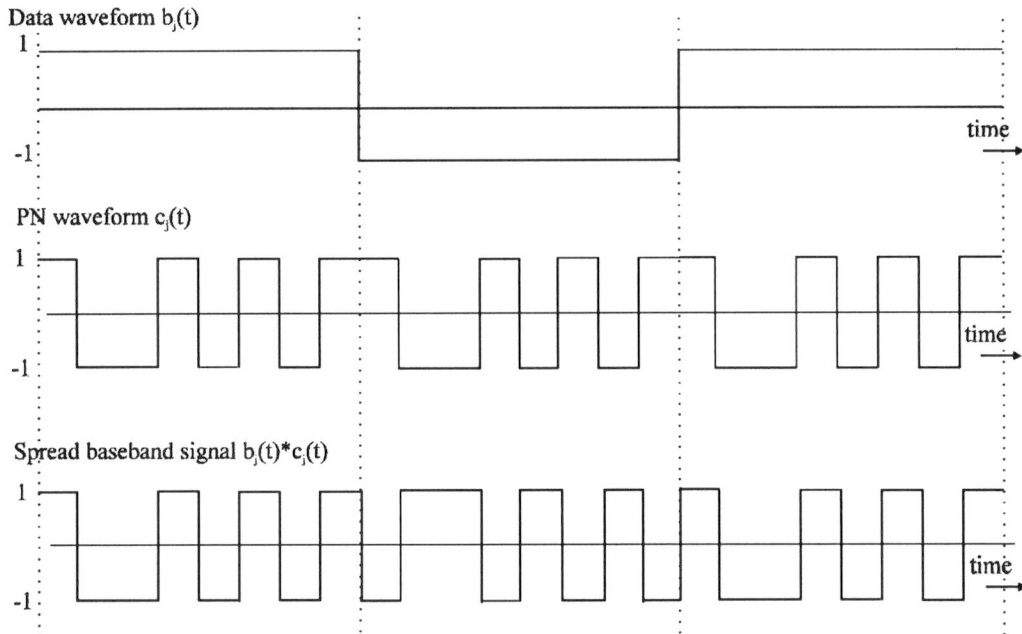 Data waveform bj(t)
1
-1
time
PN waveform cj(t)
1
-1
time
Spread baseband signal bj(t)*cj(t)
1
-1
time